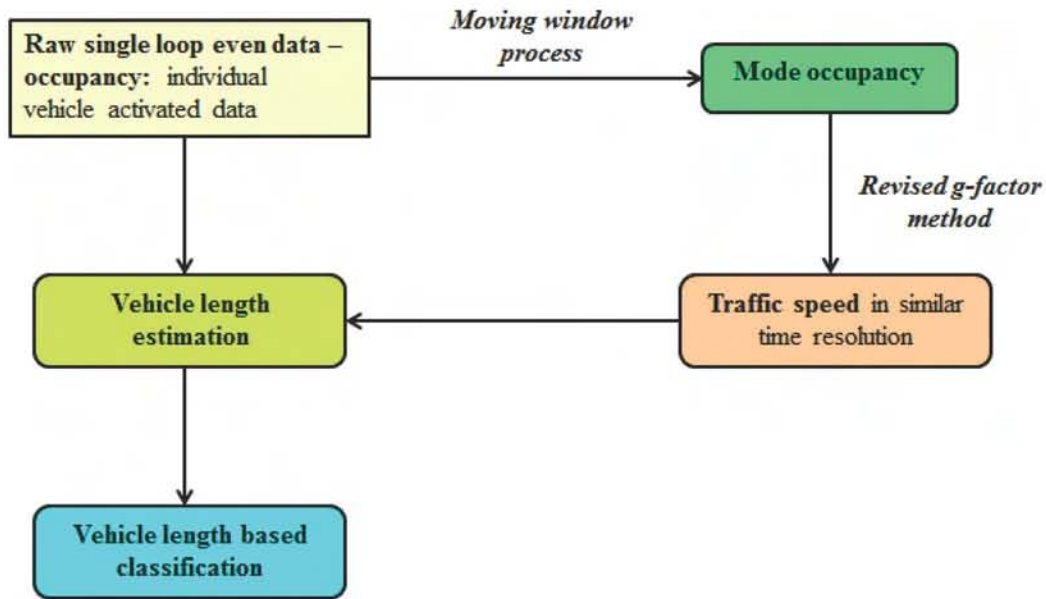 Raw single loop even data –
occupancy: individual
vehicle activated data
Moving window
process
Mode occupancy
Revised g-factor
method
Vehicle length
estimation
Traffic speed in similar
time resolution
Vehicle length based
classification